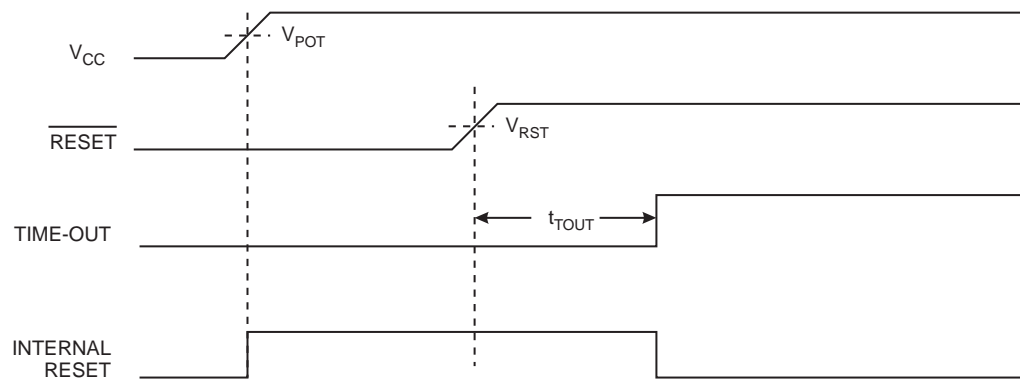 V_CC
V_POT
RESET
V_RST
TIME-OUT
t_TOUT
INTERNAL
RESET